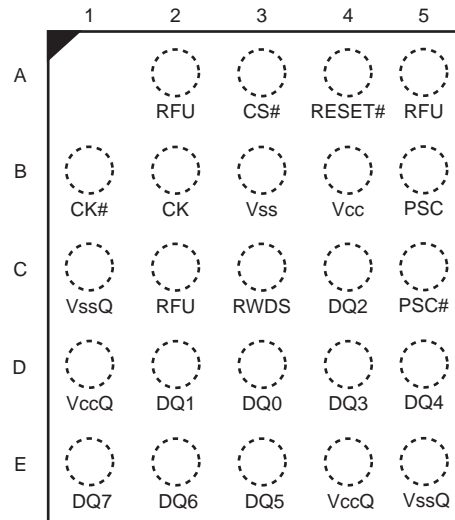 1 2 3 4 5
A
RFU CS# RESET# RFU
B
CK# CK Vss Vcc PSC
C
VssQ RFU RWDS DQ2 PSC#
D
VccQ DQ1 DQ0 DQ3 DQ4
E
DQ7 DQ6 DQ5 VccQ VssQ